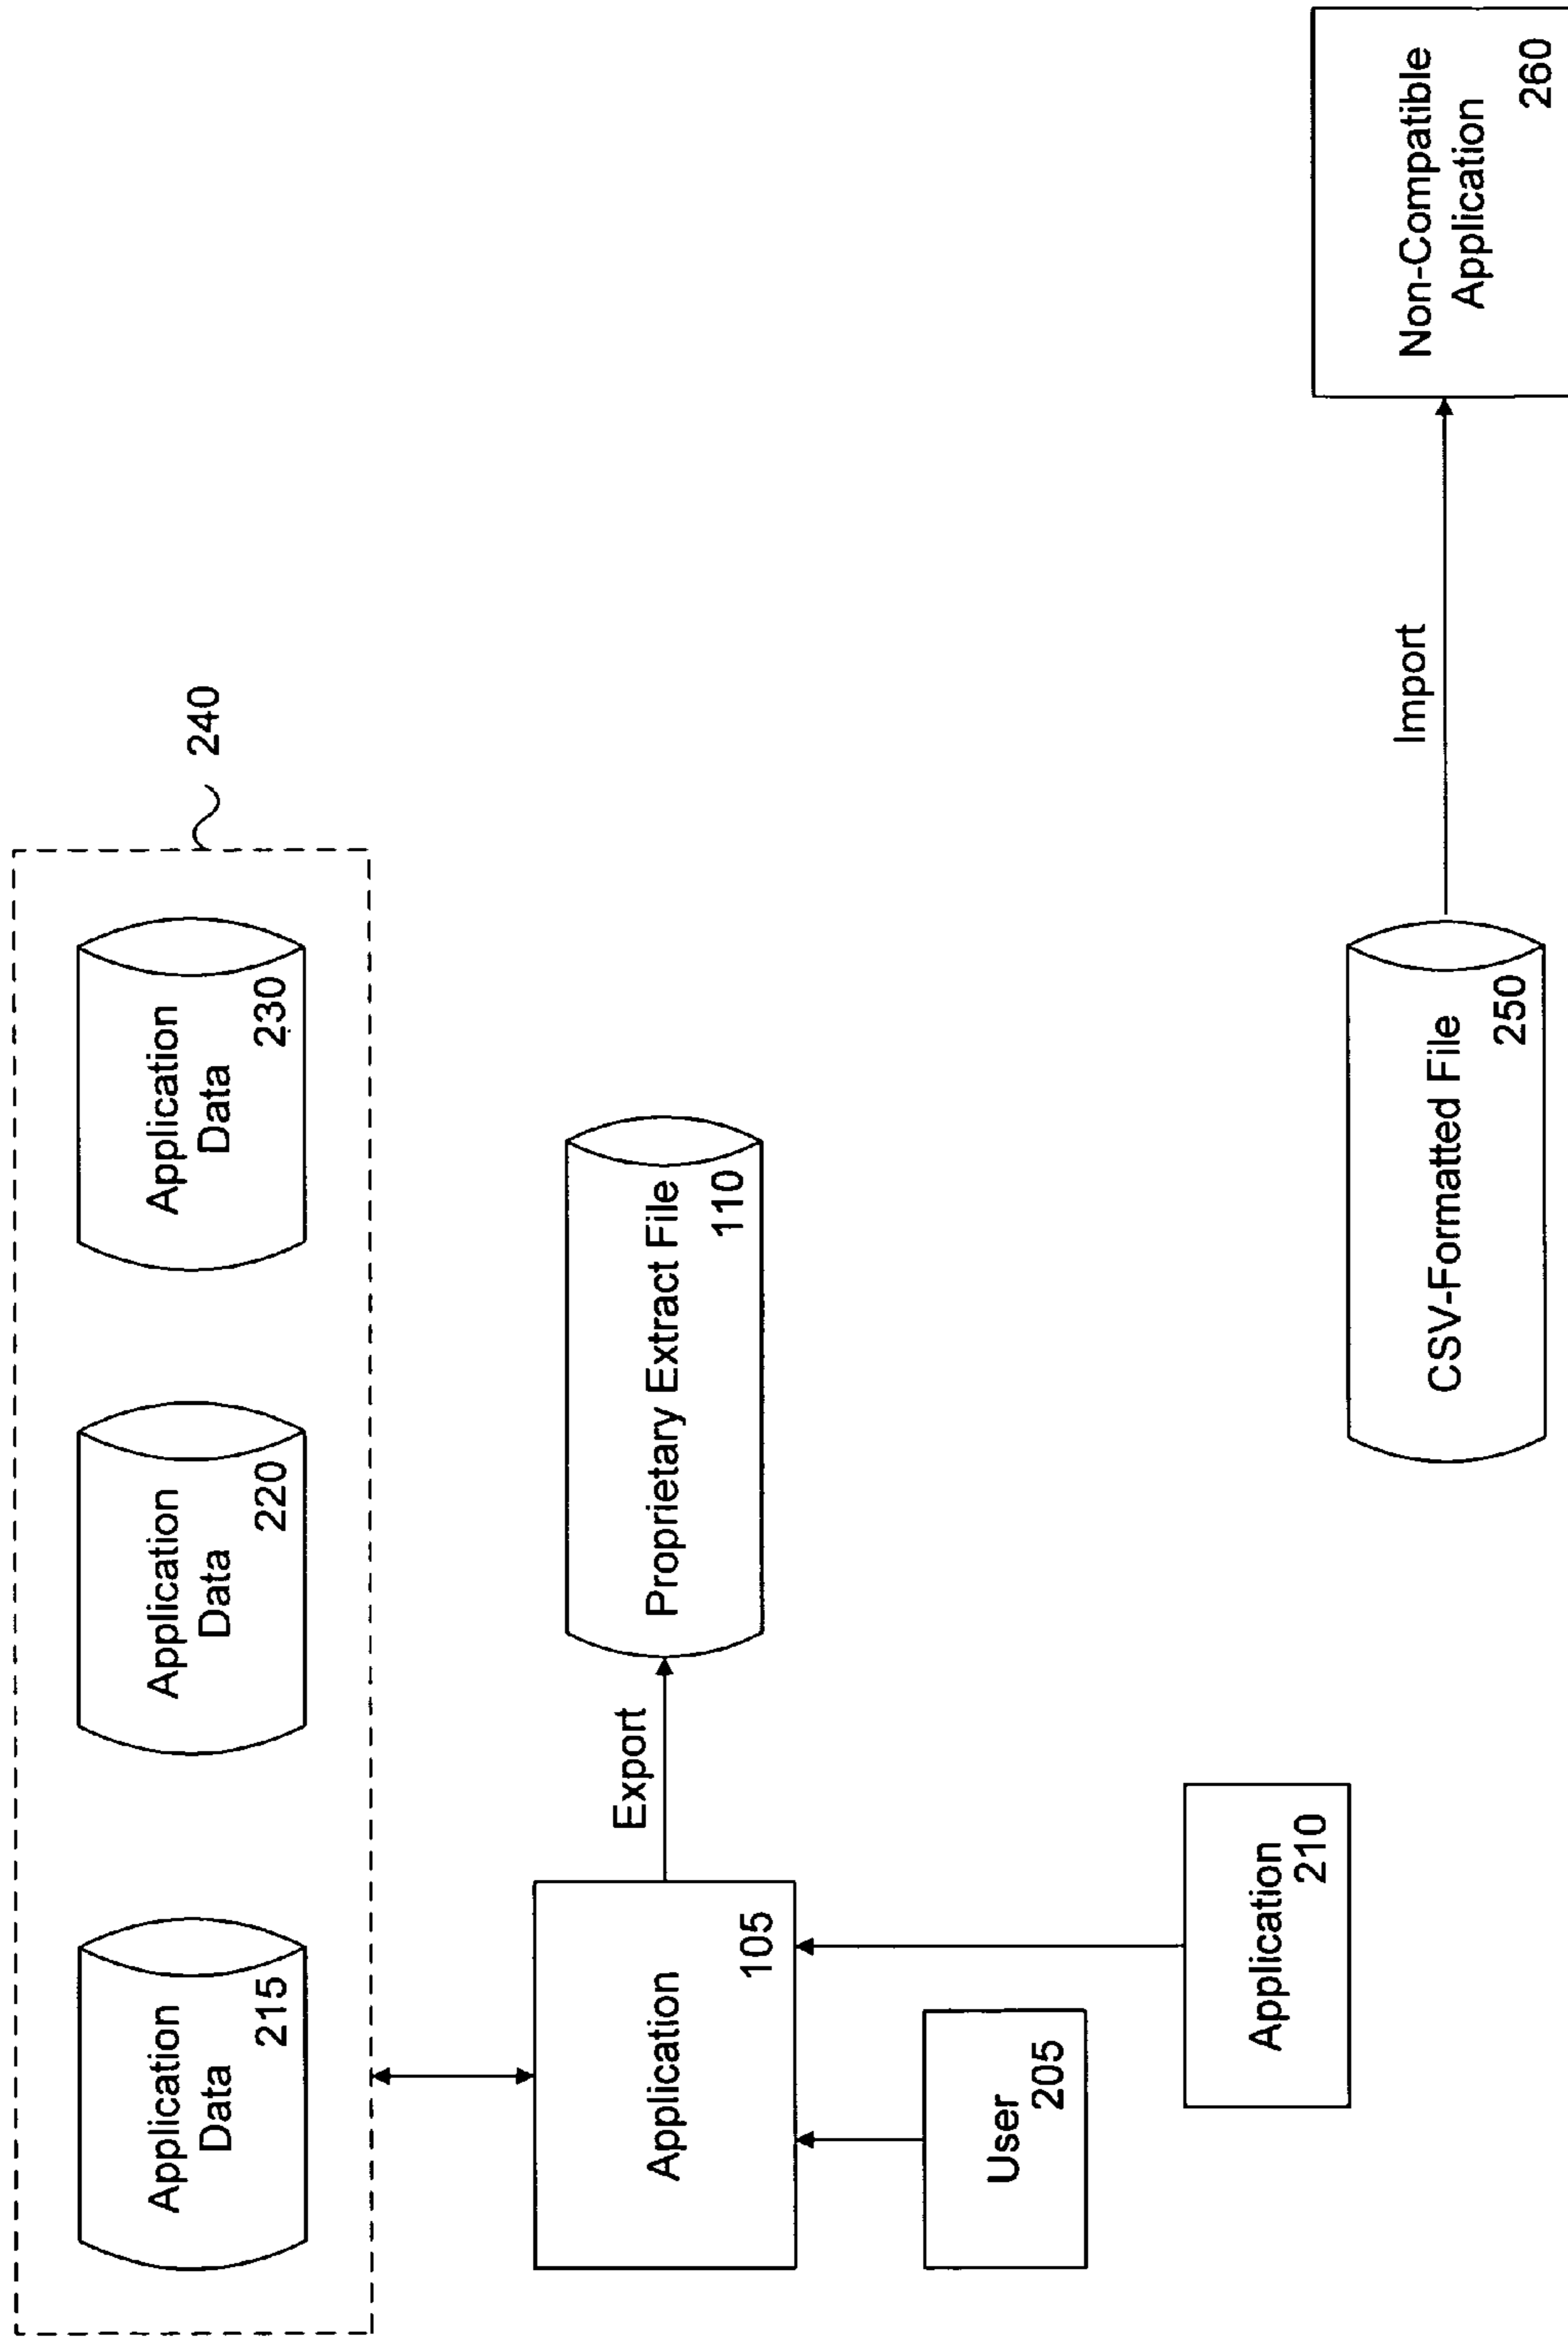 240
Application
Data
215
Application
Data
220
Application
Data
230
Application
105
Export
Proprietary Extract File
110
User
205
Application
210
CSV-Formatted File
250
Import
Non-Compatible
Application
260